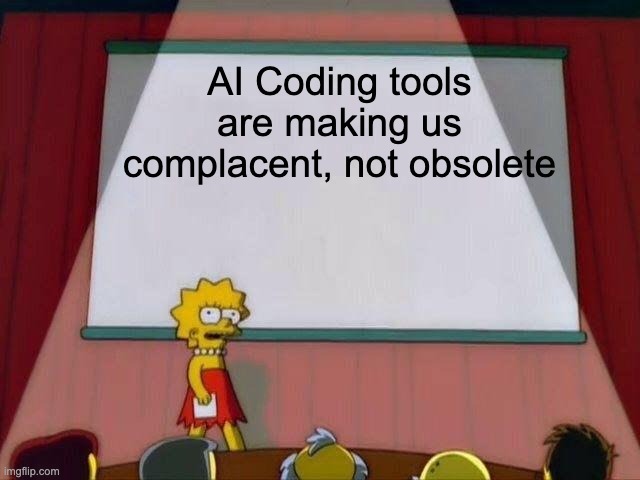 AI Coding tools
are making us
complacent, not obsolete
imgflip.com